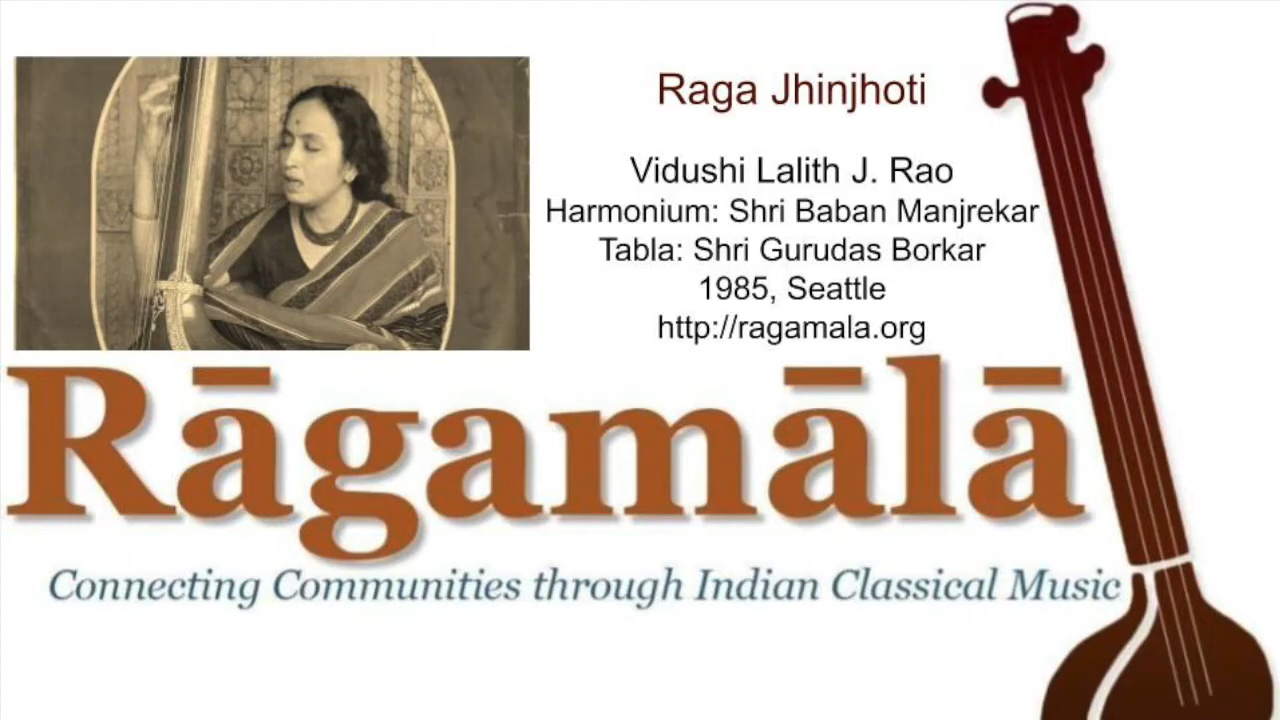 Raga Jhinjhoti
Vidushi Lalith J. Rao
Harmonium: Shri Baban Manjrekar
Tabla: Shri Gurudas Borkar
1985, Seattle
http://ragamala.org
Rāgamālā
Connecting Communities through Indian Classical Music